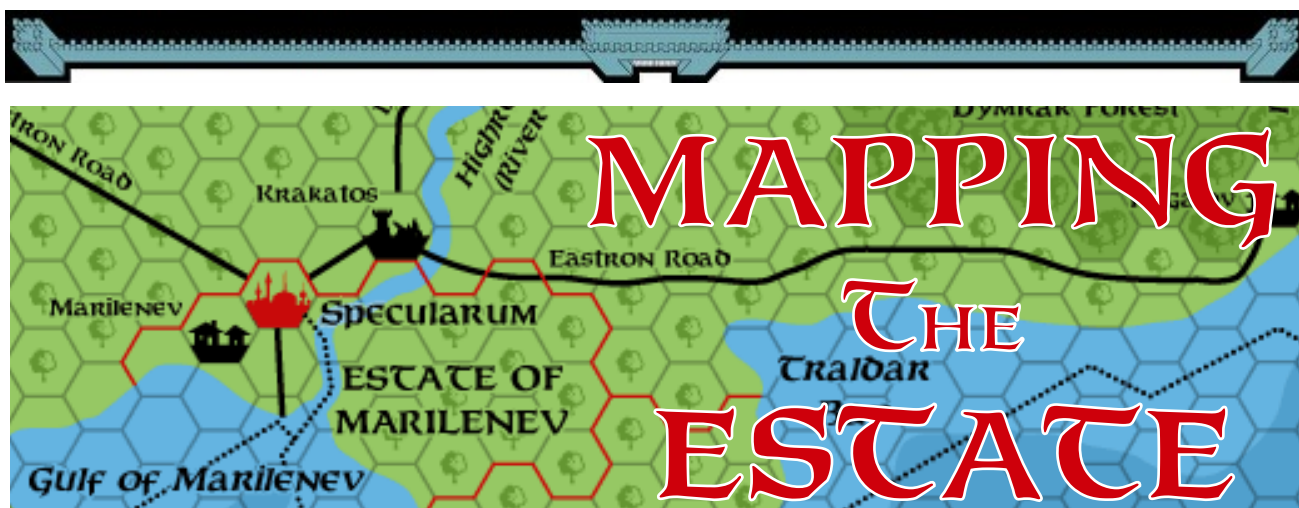 Dymrak Forest
MAPPING
Iron Road
Krakatos
(River
Eastron Road
The
Marilenev
Specularum
Traldar
ESTATE OF
MARILENEV
ESTATE
Gulf of Marilenev